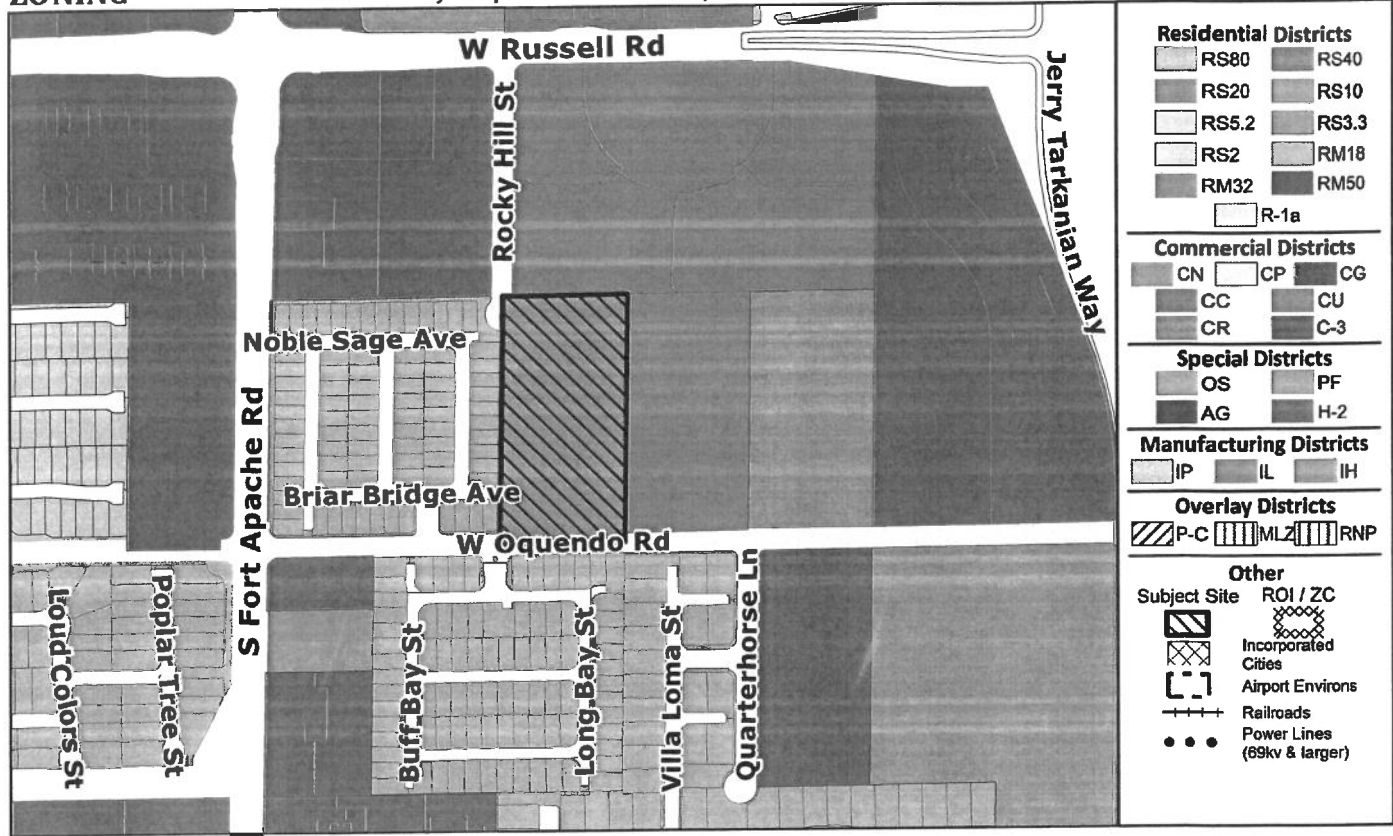 ZONING
W Russell Rd
Rocky Hill St
Jerry Tarkanian Way
Noble Sage Ave
S Fort Apache Rd
Briar Bridge Ave
W Oquendo Rd
Loud Colors St
Poplar Tree St
Buff Bay St
Long Bay St
Villa Loma St
Quarterhorse Ln
Residential Districts
RS80 RS40
RS20 RS10
RS5.2 RS3.3
RS2 RM18
RM32 RM50
R-1a
Commercial Districts
CN CP CG
CC CU
CR C-3
Special Districts
OS PF
AG H-2
Manufacturing Districts
IP IL IH
Overlay Districts
P-C MLZ RNP
Other
Subject Site ROI / ZC
Incorporated
Cities
Airport Environs
Railroads
Power Lines
(69kv & larger)